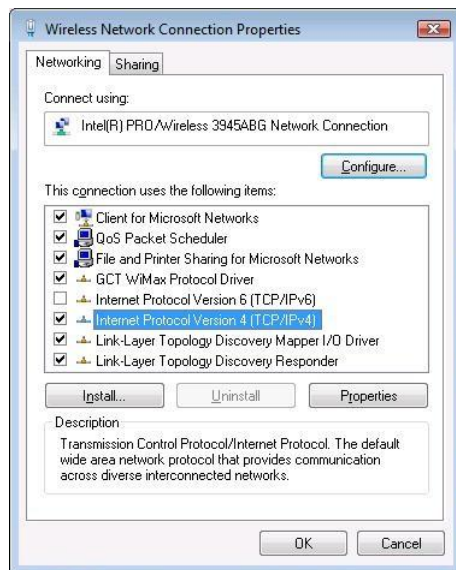 Wireless Network Connection Properties
Networking
Sharing
Connect using:
Intel(R) PRO/Wireless 3945ABG Network Connection
Configure...
This connection uses the following items:
Client for Microsoft Networks
QoS Packet Scheduler
File and Printer Sharing for Microsoft Networks
GCT WiMax Protocol Driver
Internet Protocol Version 6 (TCP/IPv6)
Internet Protocol Version 4 (TCP/IPv4)
Link-Layer Topology Discovery Mapper I/O Driver
Link-Layer Topology Discovery Responder
Install...
Uninstall
Properties
Description
Transmission Control Protocol/Internet Protocol. The default
wide area network protocol that provides communication
across diverse interconnected networks.
OK
Cancel